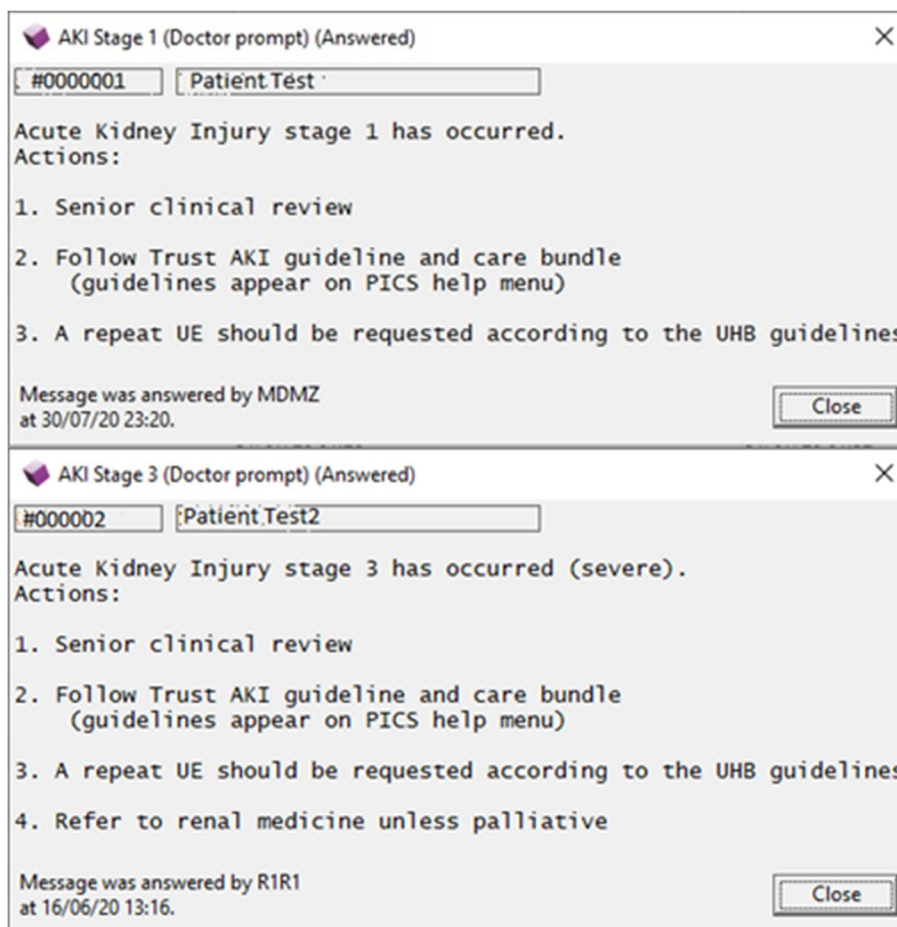 AKI Stage 1 (Doctor prompt) (Answered)
#0000001 Patient Test
Acute Kidney Injury stage 1 has occurred.
Actions:
1. Senior clinical review
2. Follow Trust AKI guideline and care bundle
(guidelines appear on PICS help menu)
3. A repeat UE should be requested according to the UHB guidelines
Message was answered by MDMZ
at 30/07/20 23:20.
Close
AKI Stage 3 (Doctor prompt) (Answered)
#000002 Patient Test2
Acute Kidney Injury stage 3 has occurred (severe).
Actions:
1. Senior clinical review
2. Follow Trust AKI guideline and care bundle
(guidelines appear on PICS help menu)
3. A repeat UE should be requested according to the UHB guidelines
4. Refer to renal medicine unless palliative
Message was answered by R1R1
at 16/06/20 13:16.
Close